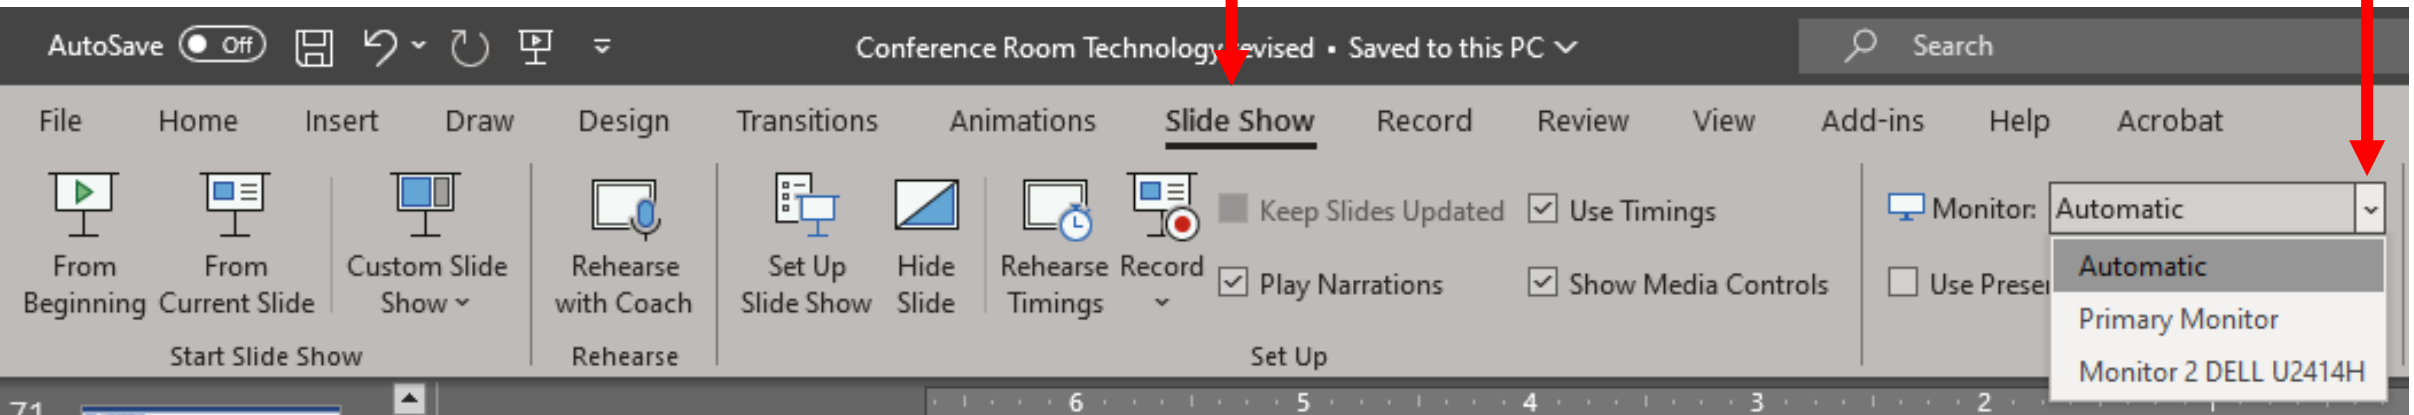 AutoSave Off
Conference Room Technology revised • Saved to this PC
Search
File Home Insert Draw Design Transitions Animations Slide Show Record Review View Add-ins Help Acrobat
From Beginning
From Current Slide
Custom Slide Show
Start Slide Show
Rehearse with Coach
Rehearse
Set Up Slide Show
Hide Slide
Rehearse Timings
Record
Keep Slides Updated
Play Narrations
Use Timings
Show Media Controls
Set Up
Monitor: Automatic
Use
Automatic
Primary Monitor
Monitor 2 DELL U2414H
71
6 5 4 3 2